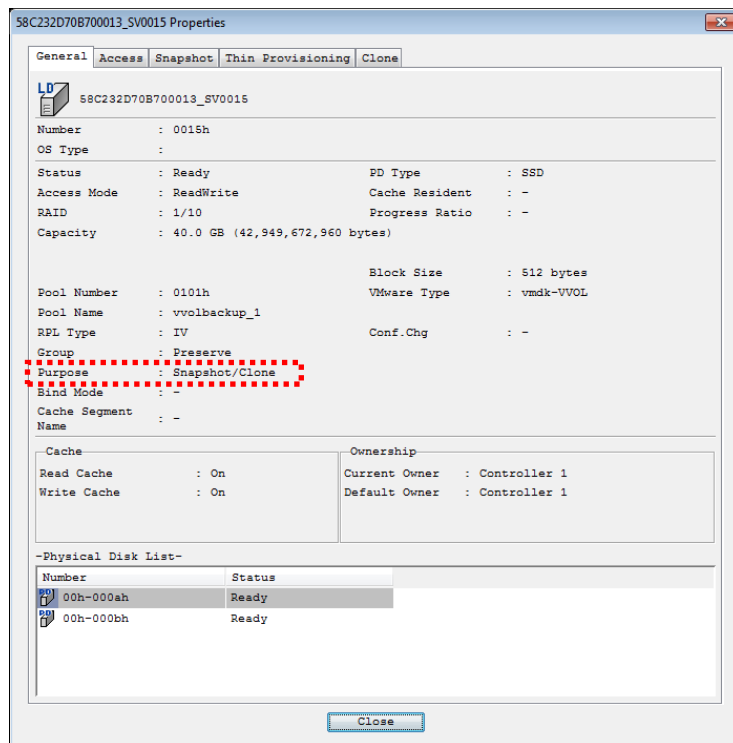 58C232D70B700013_SV0015 Properties
General Access Snapshot Thin Provisioning Clone
LD
58C232D70B700013_SV0015
Number : 0015h
OS Type :
Status : Ready PD Type : SSD
Access Mode : ReadWrite Cache Resident : -
RAID : 1/10 Progress Ratio : -
Capacity : 40.0 GB (42,949,672,960 bytes)
Block Size : 512 bytes
Pool Number : 0101h VMware Type : vmdk-VVOL
Pool Name : vvolbackup_1
RPL Type : IV Conf.Chg : -
Group : Preserve
Purpose : Snapshot/Clone
Bind Mode : -
Cache Segment
Name : -
Cache Ownership
Read Cache : On Current Owner : Controller 1
Write Cache : On Default Owner : Controller 1
-Physical Disk List-
Number Status
PD 00h-000ah Ready
PD 00h-000bh Ready
Close